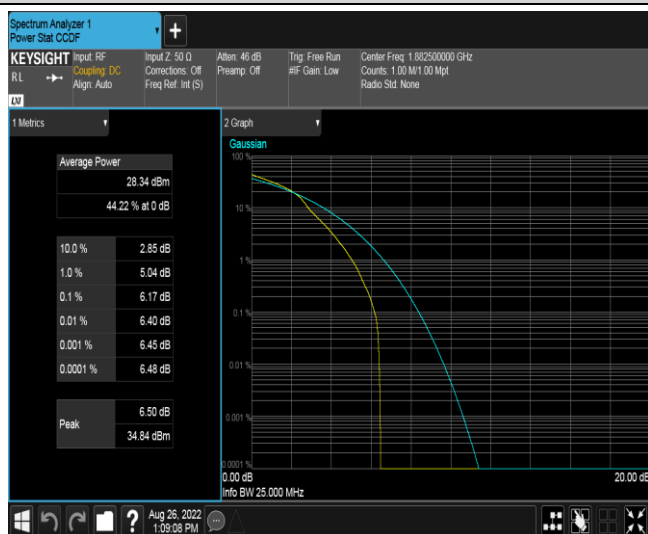 Spectrum Analyzer 1
Power Stat CCDF
KEYSIGHT
RL
LXI
Input: RF
Coupling: DC
Align: Auto
Input Z: 50 Ω
Corrections: Off
Freq Ref: Int (S)
Atten: 46 dB
Preamp: Off
Trig: Free Run
#IF Gain: Low
Center Freq: 1.882500000 GHz
Counts: 1.00 M/1.00 Mpt
Radio Std: None
1 Metrics
Average Power
28.34 dBm
44.22 % at 0 dB
10.0 % 2.85 dB
1.0 % 5.04 dB
0.1 % 6.17 dB
0.01 % 6.40 dB
0.001 % 6.45 dB
0.0001 % 6.48 dB
Peak
6.50 dB
34.84 dBm
2 Graph
Gaussian
100 %
10 %
1 %
0.1 %
0.01 %
0.001 %
0.0001 %
0.00 dB
20.00 dB
Info BW 25.000 MHz
?
Aug 26, 2022
1:09:08 PM